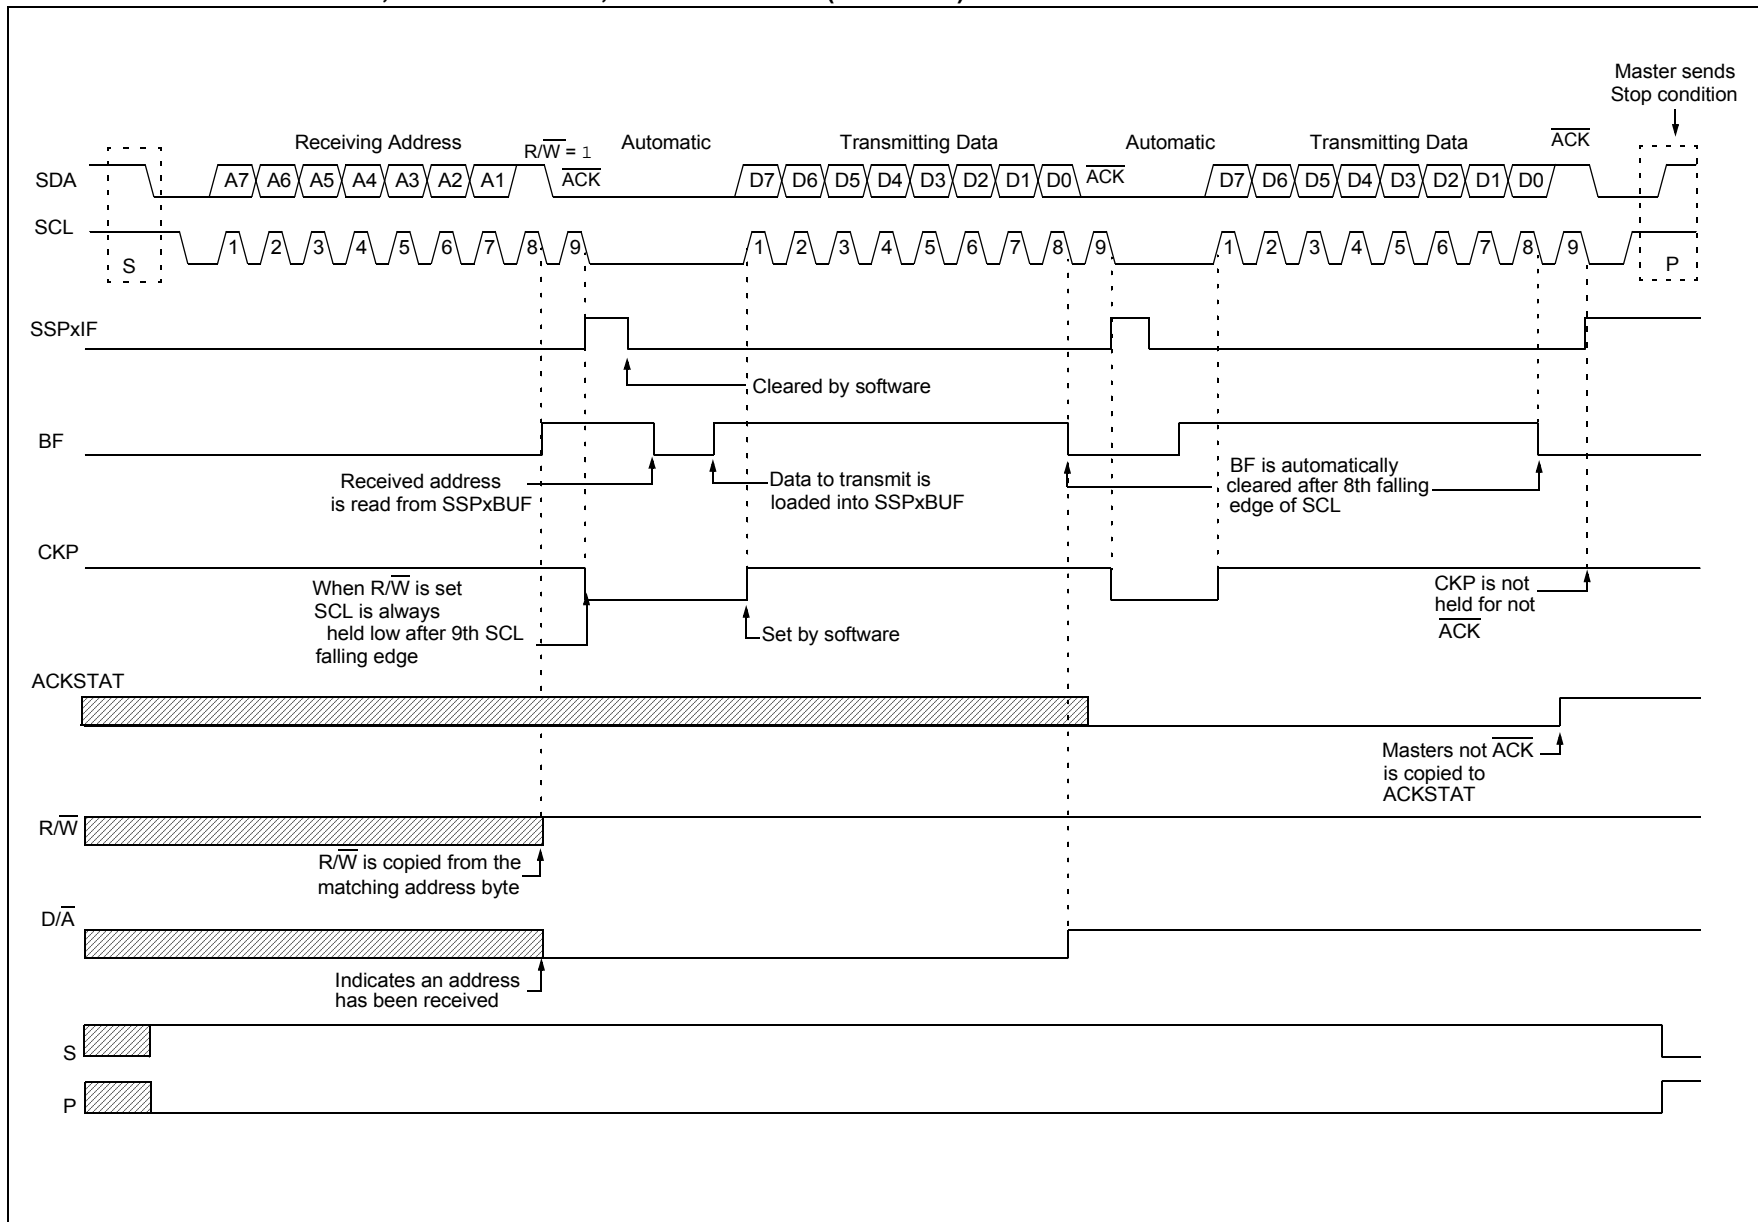 Master sends
Stop condition
Receiving Address
R/W̅ = 1
Automatic
Transmitting Data
Automatic
Transmitting Data
A̅C̅K̅
SDA
A7 A6 A5 A4 A3 A2 A1
A̅C̅K̅
D7 D6 D5 D4 D3 D2 D1 D0
A̅C̅K̅
D7 D6 D5 D4 D3 D2 D1 D0
SCL
S
1 2 3 4 5 6 7 8 9
1 2 3 4 5 6 7 8 9
1 2 3 4 5 6 7 8 9
P
SSPxIF
Cleared by software
BF
Received address
is read from SSPxBUF
Data to transmit is
loaded into SSPxBUF
BF is automatically
cleared after 8th falling
edge of SCL
CKP
When R/W̅ is set
SCL is always
held low after 9th SCL
falling edge
Set by software
CKP is not
held for not
A̅C̅K̅
ACKSTAT
Masters not A̅C̅K̅
is copied to
ACKSTAT
R/W̅
R/W̅ is copied from the
matching address byte
D/A̅
Indicates an address
has been received
S
P